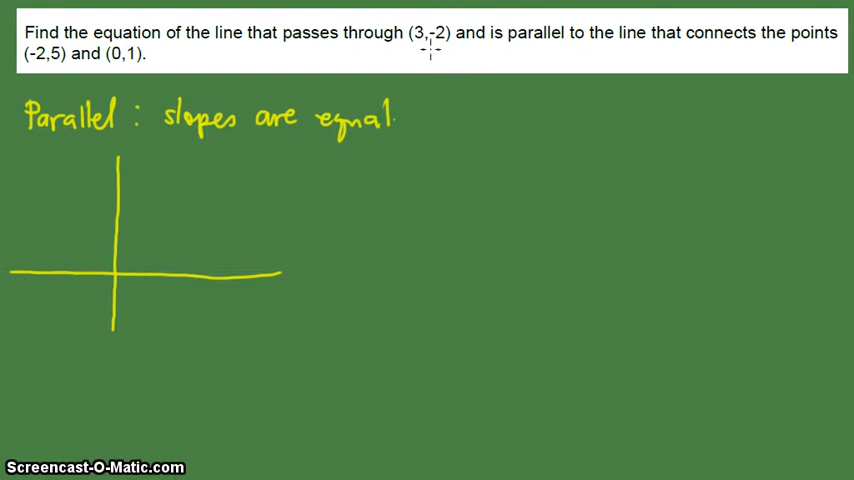 Find the equation of the line that passes through (3,-2) and is parallel to the line that connects the points
(-2,5) and (0,1).
Parallel : slopes are equal.
Screencast-O-Matic.com